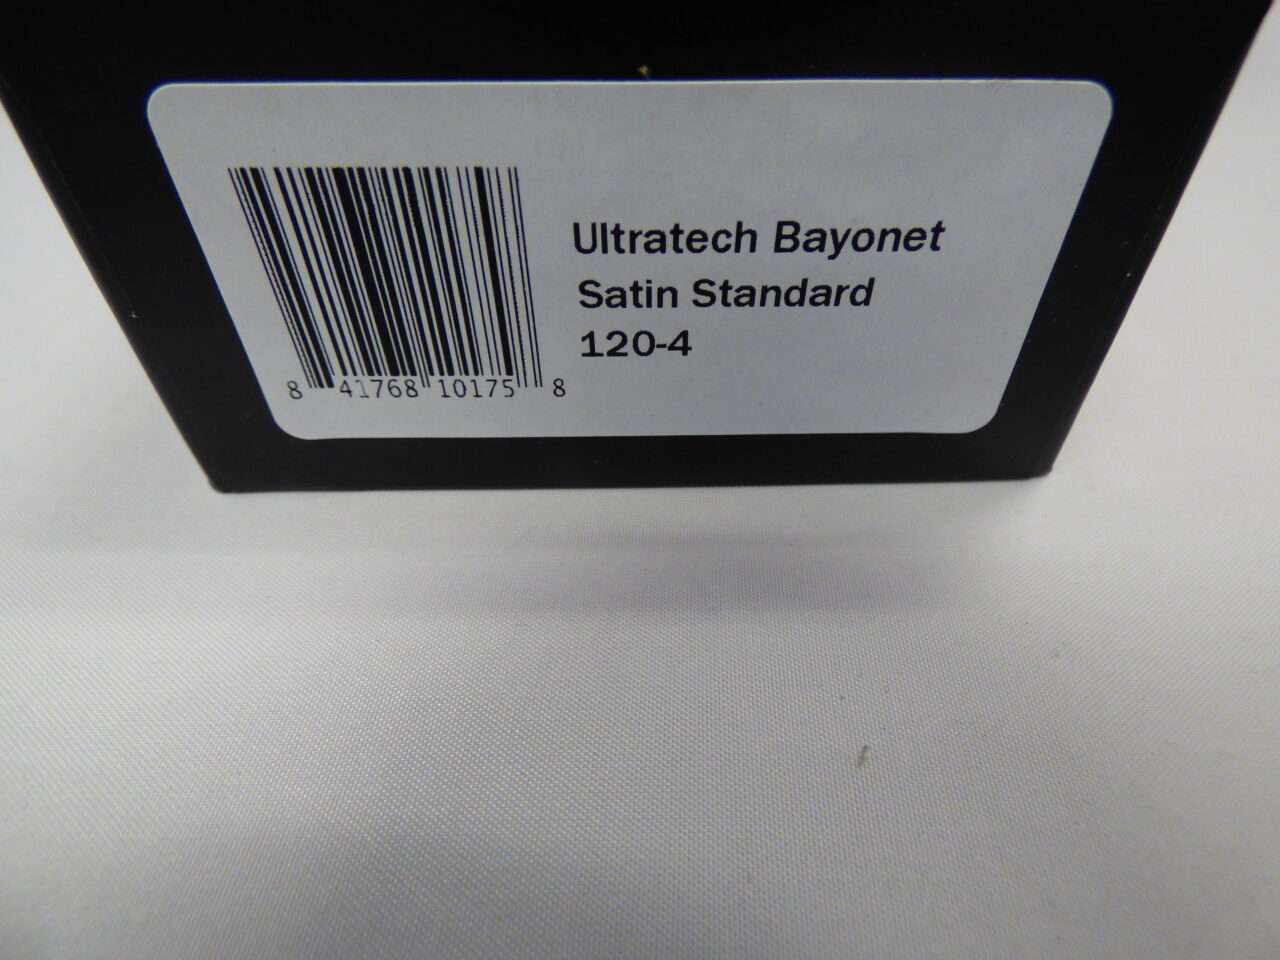 Ultratech Bayonet
Satin Standard
120-4
8 41768 10175 8